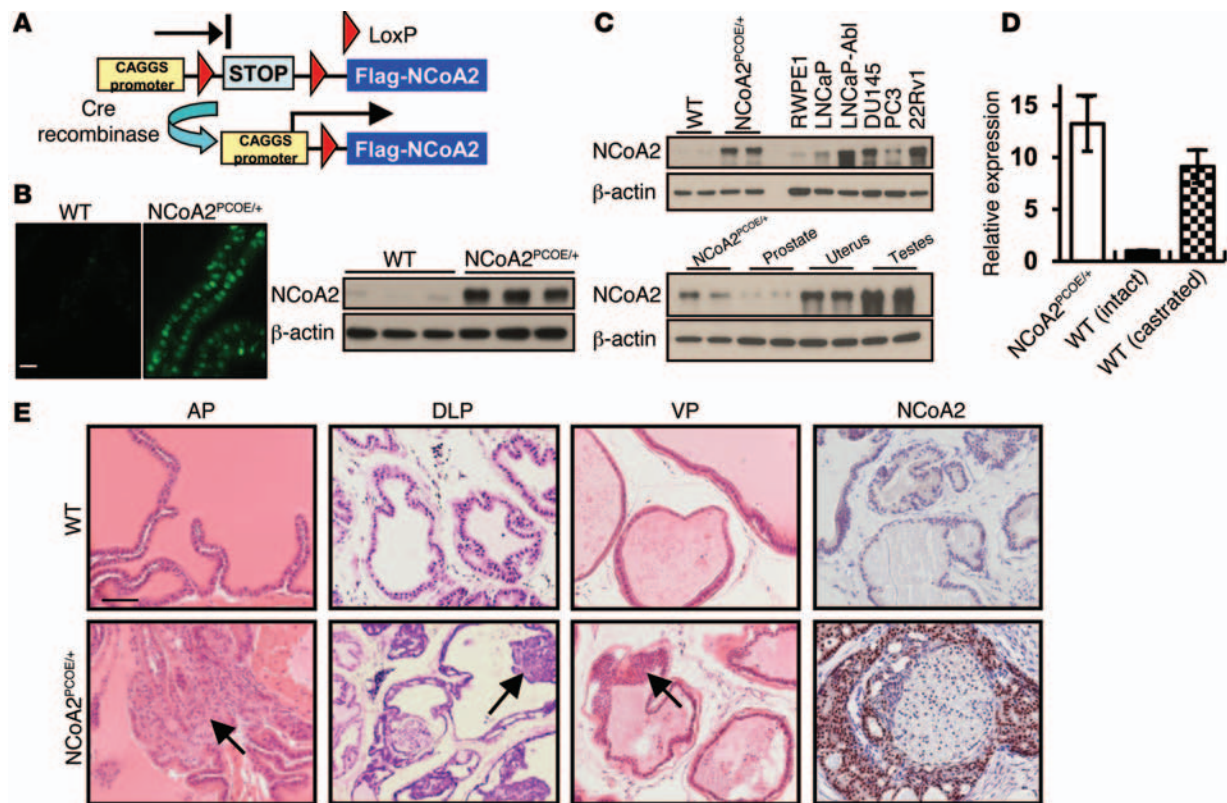 A
LoxP
CAGGS promoter
STOP
Flag-NCoA2
Cre recombinase
CAGGS promoter
Flag-NCoA2
B
WT
NCoA2PCOE/+
WT
NCoA2PCOE/+
NCoA2
β-actin
C
WT
NCoA2PCOE/+
RWPE1
LNCaP
LNCaP-Abl
DU145
PC3
22Rv1
NCoA2
β-actin
NCoA2PCOE/+
Prostate
Uterus
Testes
NCoA2
β-actin
D
Relative expression
15
10
5
0
NCoA2PCOE/+
WT (intact)
WT (castrated)
E
AP
DLP
VP
NCoA2
WT
NCoA2PCOE/+